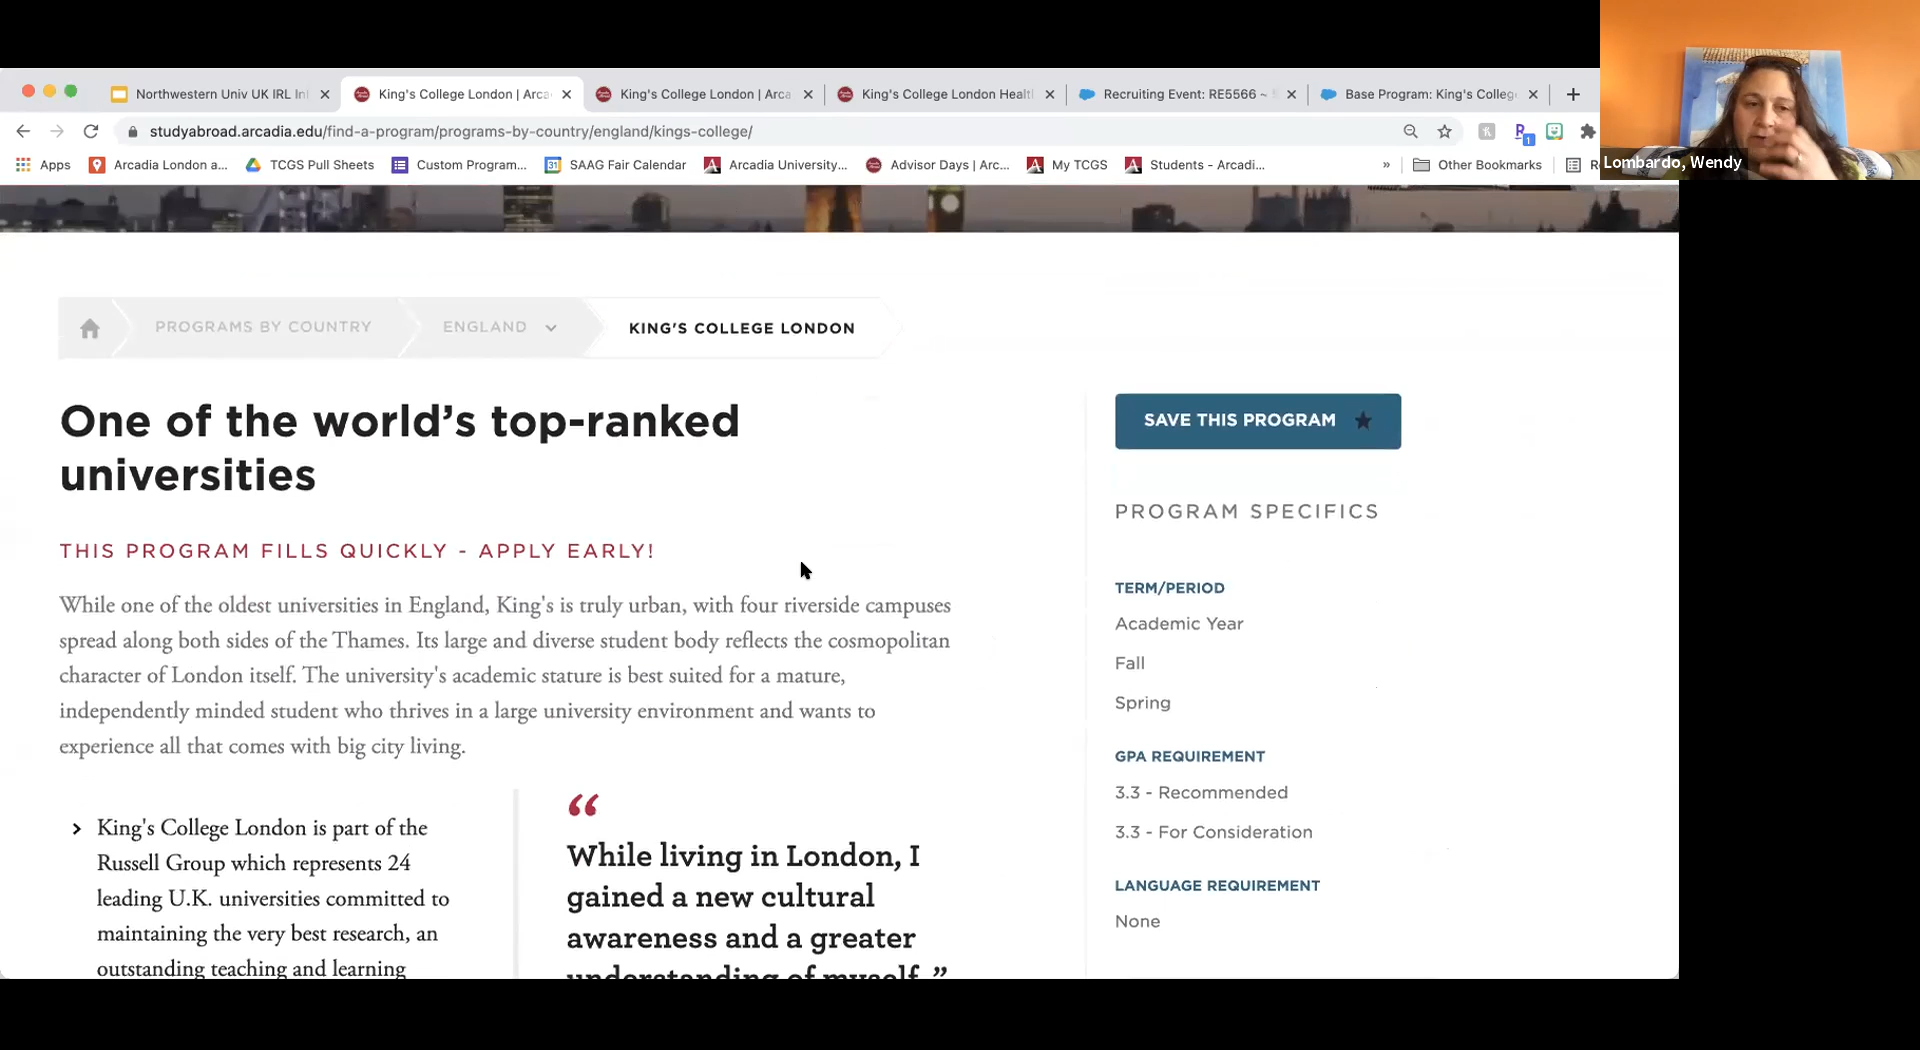 Northwestern Univ UK IRL In
King's College London | Arca
King's College London | Arca
King's College London Healt
Recruiting Event: RE5566 ~
Base Program: King's College
studyabroad.arcadia.edu/find-a-program/programs-by-country/england/kings-college/
1
Apps
Arcadia London a...
TCGS Pull Sheets
Custom Program...
31
SAAG Fair Calendar
Arcadia University...
Advisor Days | Arc...
My TCGS
Students - Arcadi...
»
Other Bookmarks
Lombardo, Wendy
PROGRAMS BY COUNTRY
ENGLAND
KING'S COLLEGE LONDON
One of the world's top-ranked
universities
THIS PROGRAM FILLS QUICKLY - APPLY EARLY!
While one of the oldest universities in England, King's is truly urban, with four riverside campuses
spread along both sides of the Thames. Its large and diverse student body reflects the cosmopolitan
character of London itself. The university's academic stature is best suited for a mature,
independently minded student who thrives in a large university environment and wants to
experience all that comes with big city living.
King's College London is part of the
Russell Group which represents 24
leading U.K. universities committed to
maintaining the very best research, an
outstanding teaching and learning
“
While living in London, I
gained a new cultural
awareness and a greater
understanding of myself.”
SAVE THIS PROGRAM
PROGRAM SPECIFICS
TERM/PERIOD
Academic Year
Fall
Spring
GPA REQUIREMENT
3.3 - Recommended
3.3 - For Consideration
LANGUAGE REQUIREMENT
None